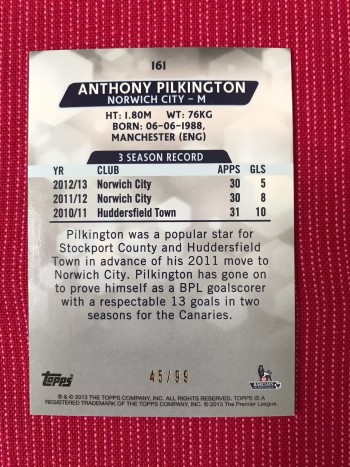 161
ANTHONY PILKINGTON
NORWICH CITY - M
HT: 1.80M WT: 76KG
BORN: 06-06-1988,
MANCHESTER (ENG)
3 SEASON RECORD
YR CLUB APPS GLS
2012/13 Norwich City 30 5
2011/12 Norwich City 30 8
2010/11 Huddersfield Town 31 10
Pilkington was a popular star for
Stockport County and Huddersfield
Town in advance of his 2011 move to
Norwich City. Pilkington has gone on
to prove himself as a BPL goalscorer
with a respectable 13 goals in two
seasons for the Canaries.
Topps
45/99
BARCLAYS
® & © 2013 THE TOPPS COMPANY, INC. ALL RIGHTS RESERVED. TOPPS IS A
REGISTERED TRADEMARK OF THE TOPPS COMPANY, INC. © 2013 The Premier League.